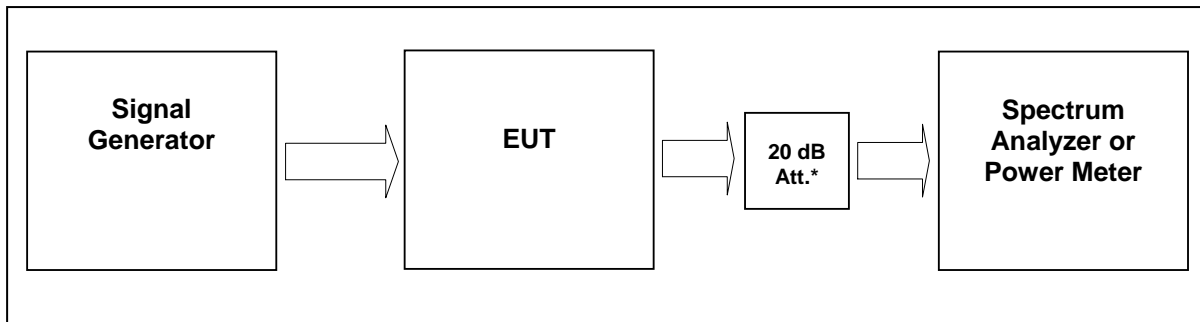 Signal
Generator
EUT
20 dB
Att.*
Spectrum
Analyzer or
Power Meter